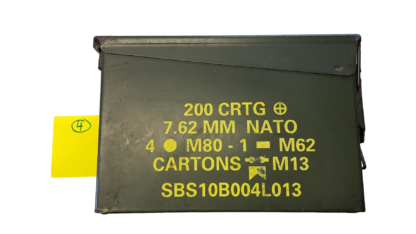 4
200 CRTG ⊕
7.62 MM NATO
4 ● M80 - 1 ▬ M62
CARTONS M13
SBS10B004L013